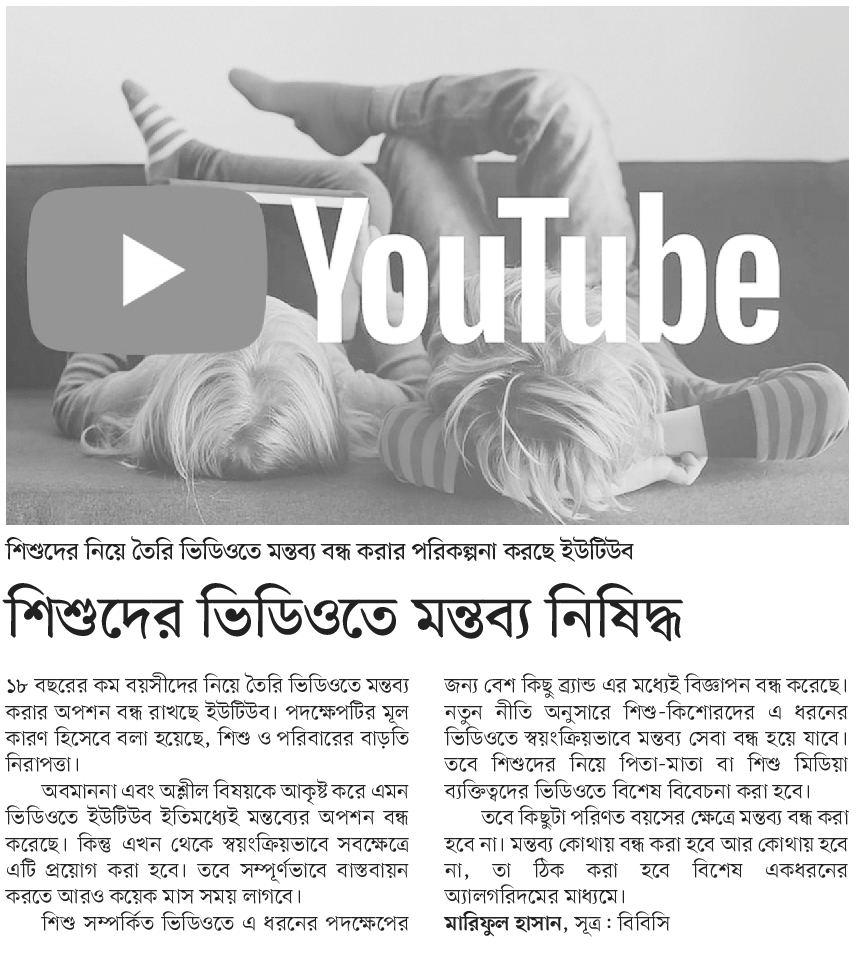 YouTube
শিশুদের নিয়ে তৈরি ভিডিওতে মন্তব্য বন্ধ করার পরিকল্পনা করছে ইউটিউব
শিশুদের ভিডিওতে মন্তব্য নিষিদ্ধ
১৮ বছরের কম বয়সীদের নিয়ে তৈরি ভিডিওতে মন্তব্য
করার অপশন বন্ধ রাখছে ইউটিউব। পদক্ষেপটির মূল
কারণ হিসেবে বলা হয়েছে, শিশু ও পরিবারের বাড়তি
নিরাপত্তা।
অবমাননা এবং অশ্লীল বিষয়কে আকৃষ্ট করে এমন
ভিডিওতে ইউটিউব ইতিমধ্যেই মন্তব্যের অপশন বন্ধ
করেছে। কিন্তু এখন থেকে স্বয়ংক্রিয়ভাবে সবক্ষেত্রে
এটি প্রয়োগ করা হবে। তবে সম্পূর্ণভাবে বাস্তবায়ন
করতে আরও কয়েক মাস সময় লাগবে।
শিশু সম্পর্কিত ভিডিওতে এ ধরনের পদক্ষেপের
জন্য বেশ কিছু ব্র্যান্ড এর মধ্যেই বিজ্ঞাপন বন্ধ করেছে।
নতুন নীতি অনুসারে শিশু-কিশোরদের এ ধরনের
ভিডিওতে স্বয়ংক্রিয়ভাবে মন্তব্য সেবা বন্ধ হয়ে যাবে।
তবে শিশুদের নিয়ে পিতা-মাতা বা শিশু মিডিয়া
ব্যক্তিত্বদের ভিডিওতে বিশেষ বিবেচনা করা হবে।
তবে কিছুটা পরিণত বয়সের ক্ষেত্রে মন্তব্য বন্ধ করা
হবে না। মন্তব্য কোথায় বন্ধ করা হবে আর কোথায় হবে
না, তা ঠিক করা হবে বিশেষ একধরনের
অ্যালগরিদমের মাধ্যমে।
মারিফুল হাসান, সূত্র : বিবিসি